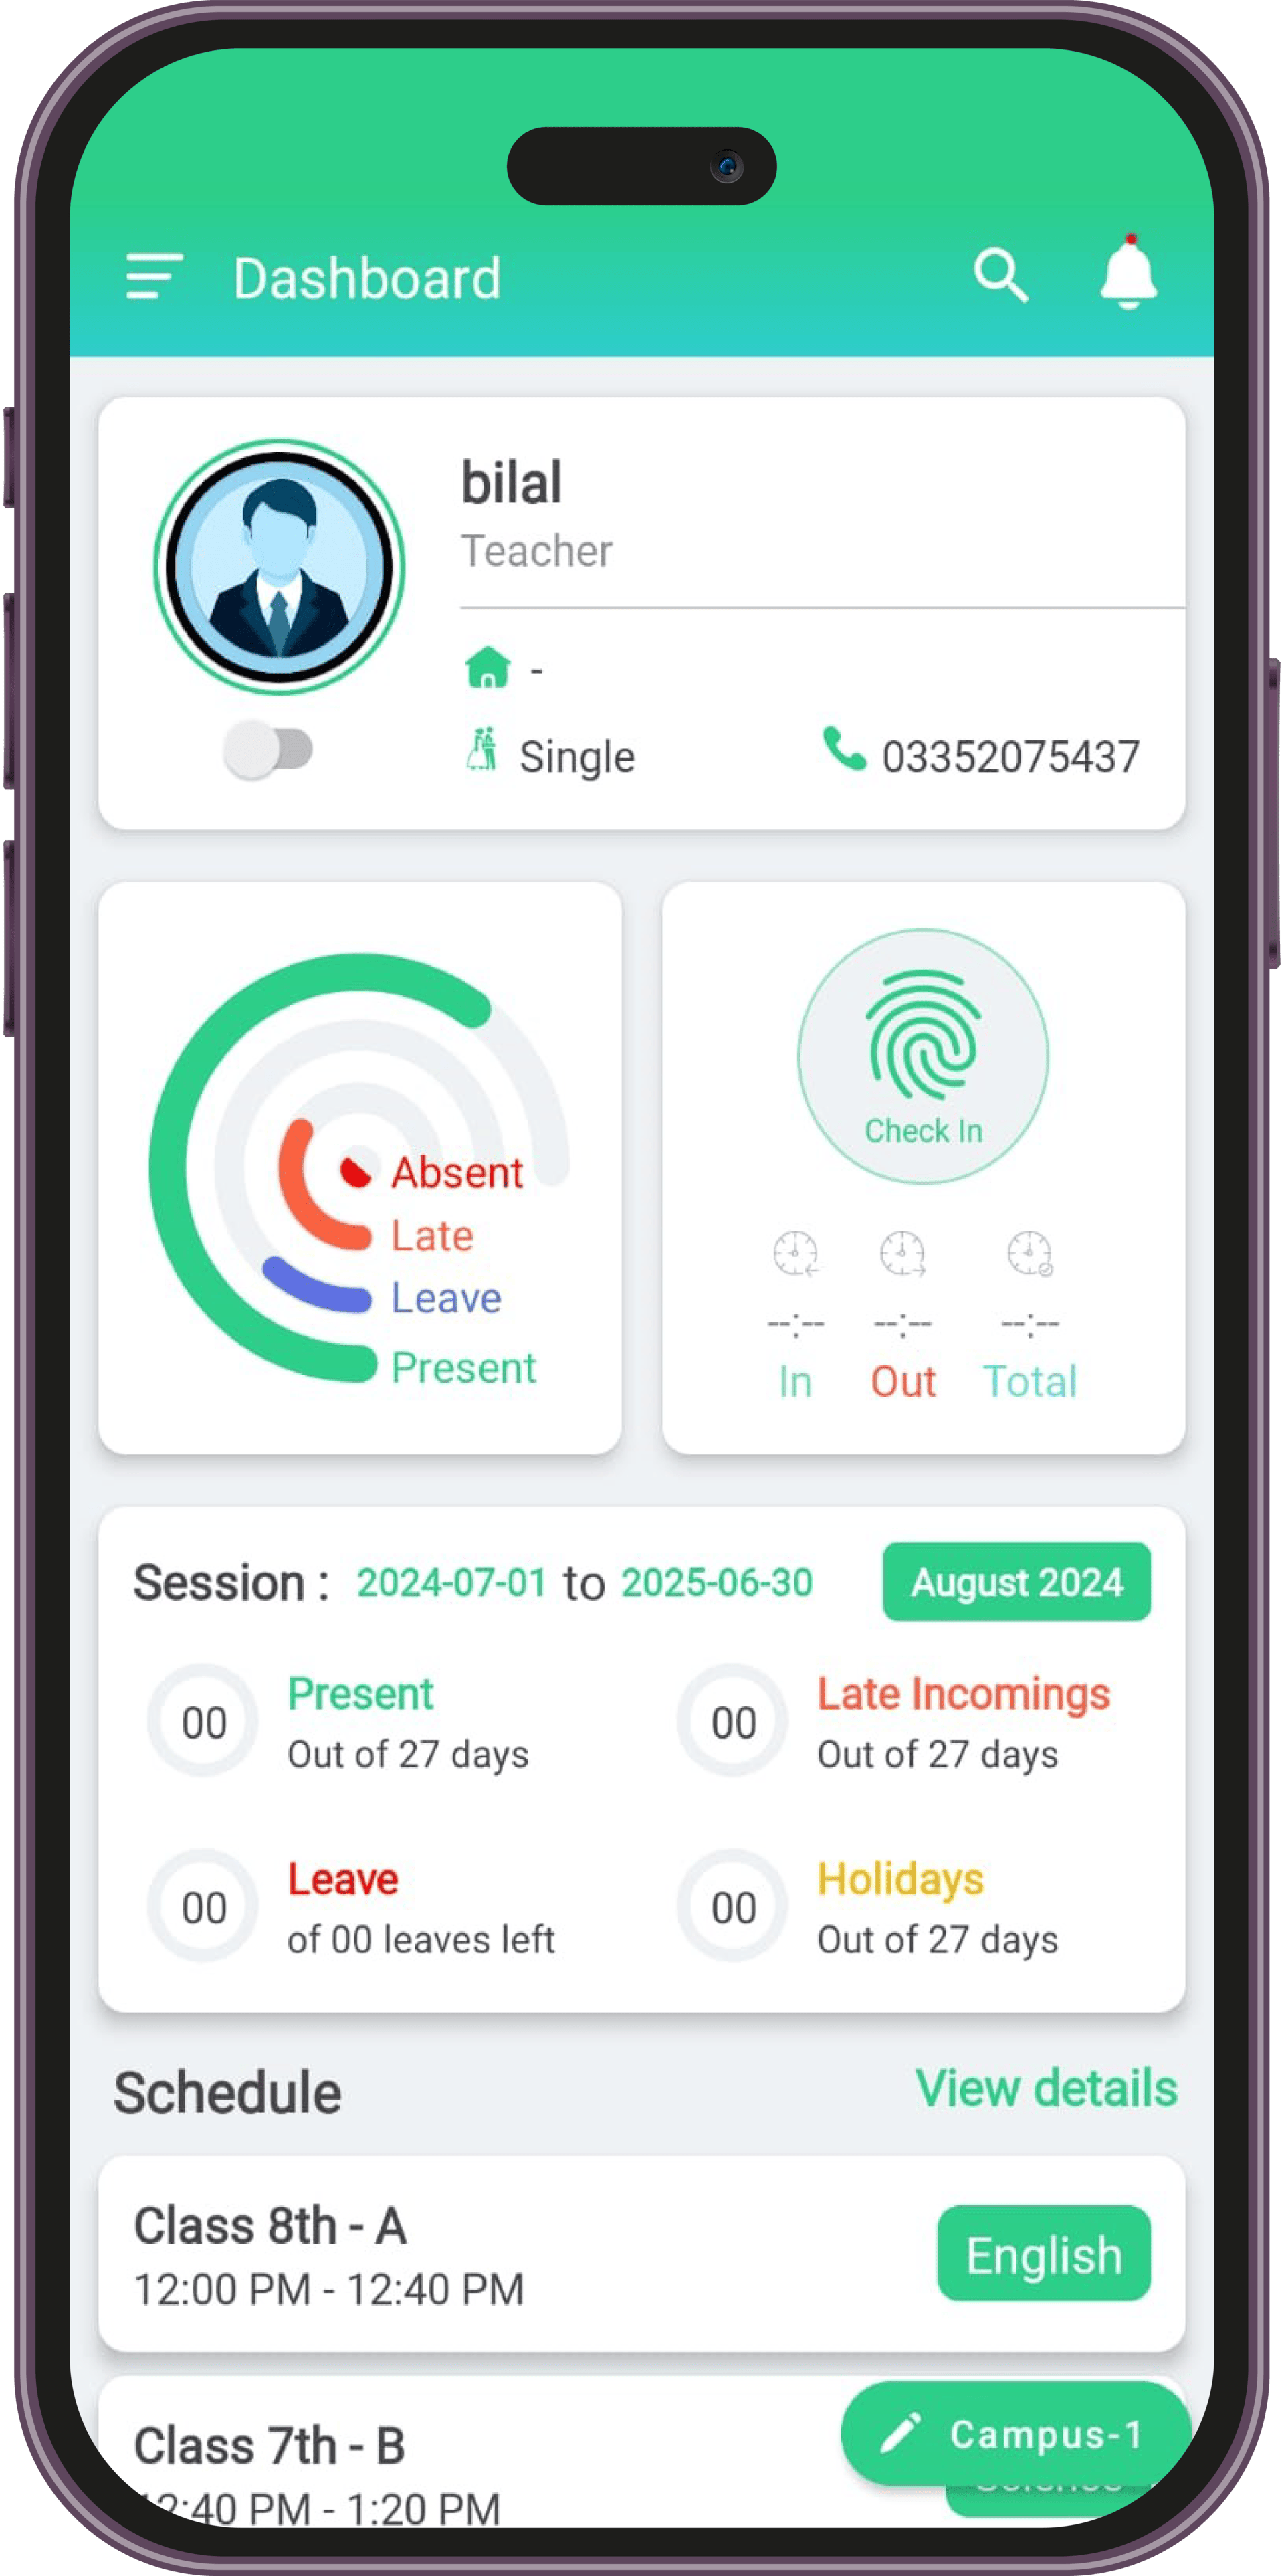 Dashboard
bilal
Teacher
-
Single
03352075437
Absent
Late
Leave
Present
Check In
--:-- --:-- --:--
In Out Total
Session : 2024-07-01 to 2025-06-30
August 2024
00 Present
Out of 27 days
00 Late Incomings
Out of 27 days
00 Leave
of 00 leaves left
00 Holidays
Out of 27 days
Schedule
View details
Class 8th - A
12:00 PM - 12:40 PM
English
Class 7th - B
12:40 PM - 1:20 PM
Campus-1